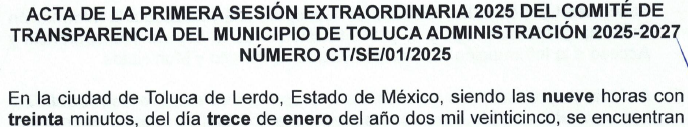 ACTA DE LA PRIMERA SESIÓN EXTRAORDINARIA 2025 DEL COMITÉ DE
TRANSPARENCIA DEL MUNICIPIO DE TOLUCA ADMINISTRACIÓN 2025-2027
NÚMERO CT/SE/01/2025
En la ciudad de Toluca de Lerdo, Estado de México, siendo las nueve horas con
treinta minutos, del día trece de enero del año dos mil veinticinco, se encuentran